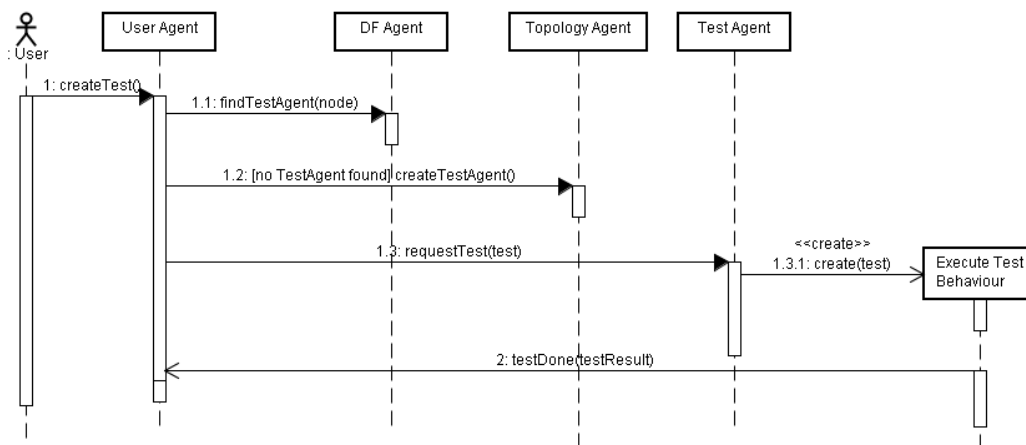 User Agent
DF Agent
Topology Agent
Test Agent
: User
1: createTest()
1.1: findTestAgent(node)
1.2: [no TestAgent found] createTestAgent()
1.3: requestTest(test)
<<create>>
1.3.1: create(test)
Execute Test
Behaviour
2: testDone(testResult)